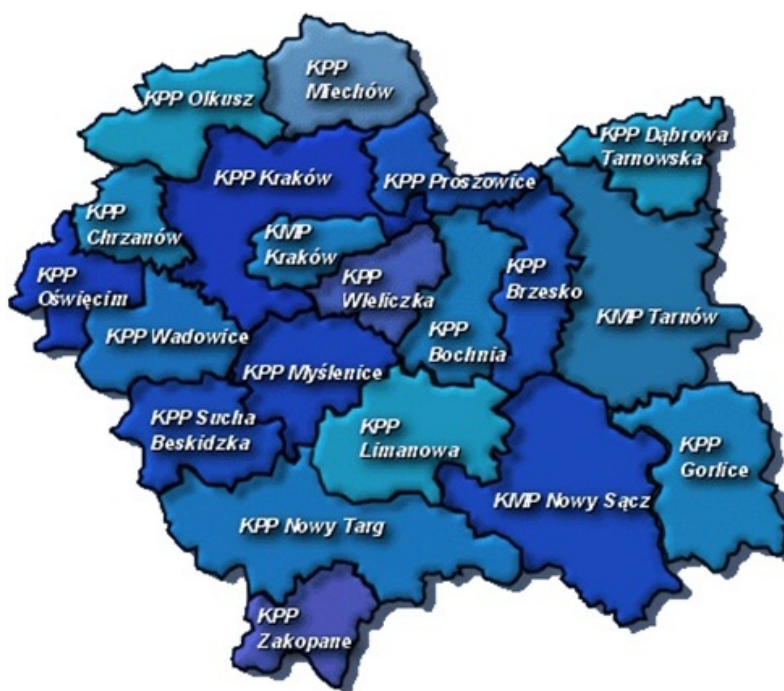 KPP
Miechów
KPP Olkusz
KPP Dąbrowa
Tarnowska
KPP Kraków
KPP Proszowice
KPP
Chrzanów
KMP
Kraków
KPP
Oświęcim
KPP
Wieliczka
KPP
Brzesko
KMP Tarnów
KPP Wadowice
KPP
Bochnia
KPP Myślenice
KPP Sucha
Beskidzka
KPP
Limanowa
KPP
Gorlice
KMP Nowy Sącz
KPP Nowy Targ
KPP
Zakopane